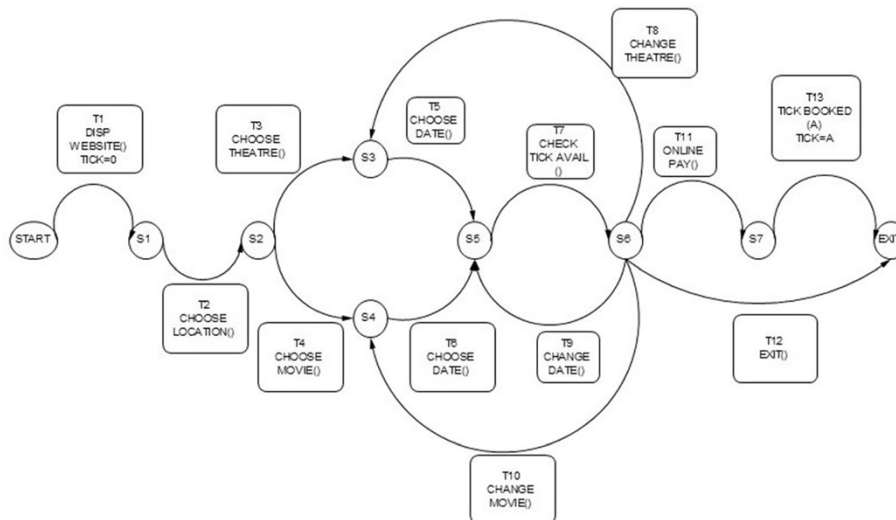 T1
DISP
WEBSITE()
TICK=0
T3
CHOOSE
THEATRE()
T5
CHOOSE
DATE()
T7
CHECK
TICK AVAIL
()
T8
CHANGE
THEATRE()
T11
ONLINE
PAY()
T13
TICK BOOKED
(A)
TICK=A
START
S1
S2
S3
S4
S5
S6
S7
EXIT
T2
CHOOSE
LOCATION()
T4
CHOOSE
MOVIE()
T6
CHOOSE
DATE()
T9
CHANGE
DATE()
T12
EXIT()
T10
CHANGE
MOVIE()